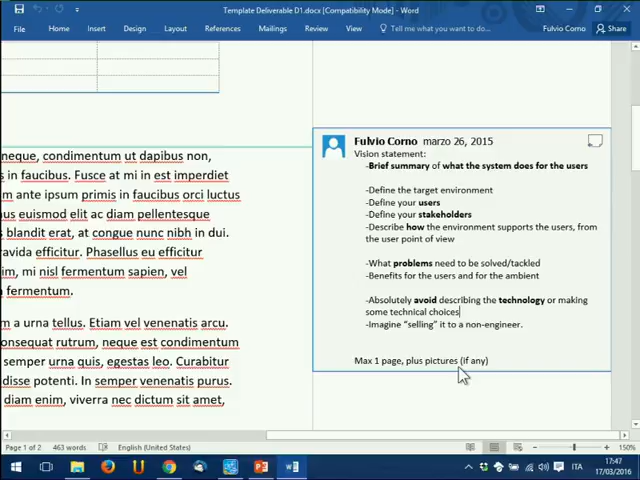 Template Deliverable D1.docx [Compatibility Mode] - Word
File Home Insert Design Layout References Mailings Review View Tell me what you want to do... Fulvio Corno Share
neque, condimentum ut dapibus non,
s in faucibus. Fusce at mi in est imperdiet
m ante ipsum primis in faucibus orci luctus
us euismod elit ac diam pellentesque
s blandit erat, at congue nunc nibh in dui.
ravida efficitur. Phasellus eu efficitur
im, mi nisl fermentum sapien, vel
l fermentum.
m a urna tellus. Etiam vel venenatis arcu.
onsequat rutrum, neque est condimentum
semper urna quis, egestas leo. Curabitur
disse potenti. In semper venenatis purus.
diam enim, viverra nec dictum sit amet,
Fulvio Corno marzo 26, 2015
Vision statement:
-Brief summary of what the system does for the users
-Define the target environment
-Define your users
-Define your stakeholders
-Describe how the environment supports the users, from
the user point of view
-What problems need to be solved/tackled
-Benefits for the users and for the ambient
-Absolutely avoid describing the technology or making
some technical choices
-Imagine "selling" it to a non-engineer.
Max 1 page, plus pictures (if any)
Page 1 of 2 463 words English (United Kingdom) 150%
ITA 17:47
17/03/2016